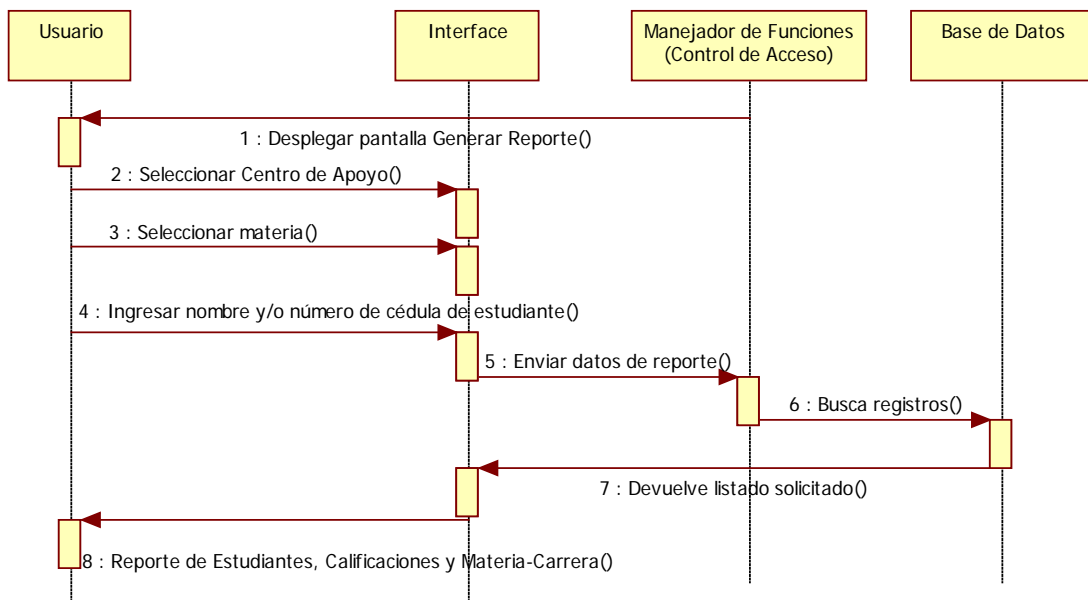 Usuario
Interface
Manejador de Funciones
(Control de Acceso)
Base de Datos
1 : Desplegar pantalla Generar Reporte()
2 : Seleccionar Centro de Apoyo()
3 : Seleccionar materia()
4 : Ingresar nombre y/o número de cédula de estudiante()
5 : Enviar datos de reporte()
6 : Busca registros()
7 : Devuelve listado solicitado()
8 : Reporte de Estudiantes, Calificaciones y Materia-Carrera()